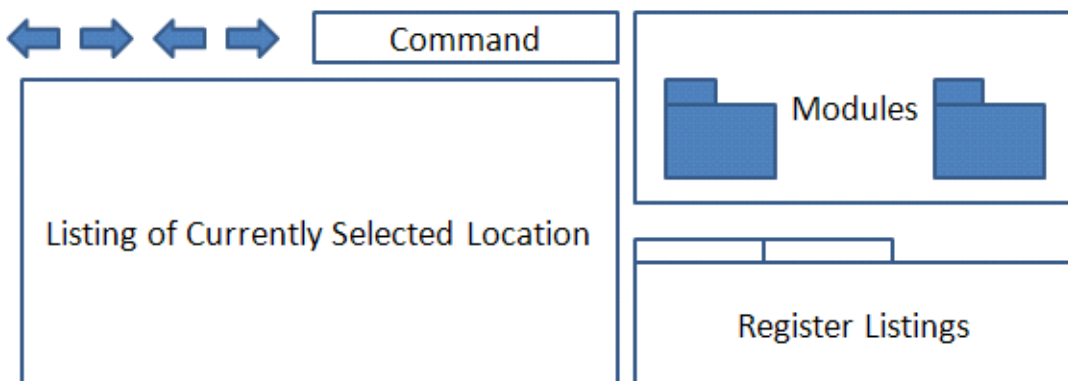 Command
Modules
Listing of Currently Selected Location
Register Listings